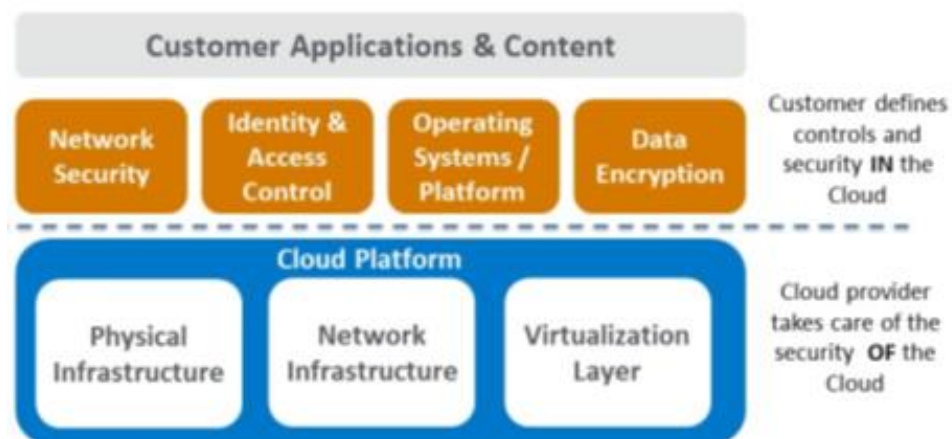 Customer Applications & Content
Network
Security
Identity &
Access
Control
Operating
Systems /
Platform
Data
Encryption
Customer defines
controls and
security IN the
Cloud
Cloud Platform
Physical
Infrastructure
Network
Infrastructure
Virtualization
Layer
Cloud provider
takes care of the
security OF the
Cloud